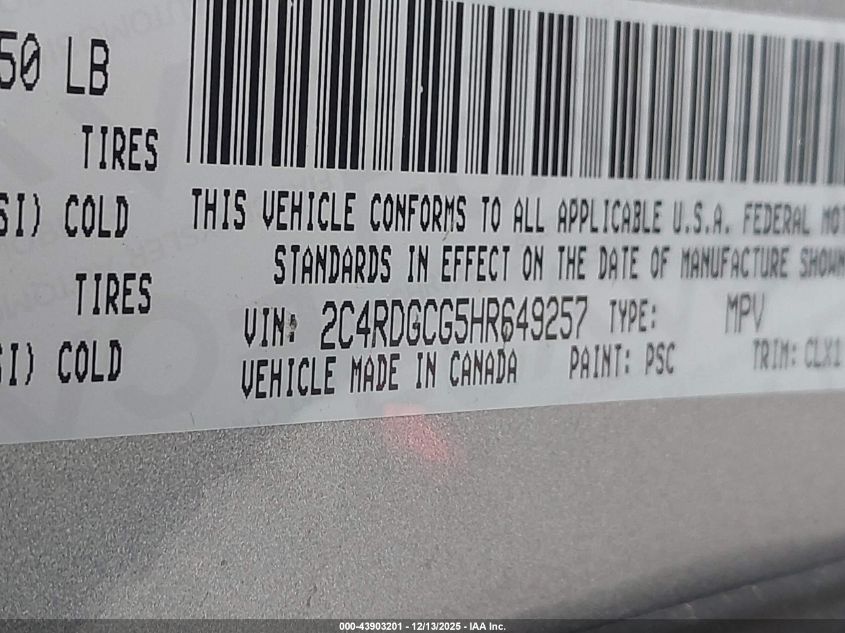 50 LB
TIRES
SI) COLD
THIS VEHICLE CONFORMS TO ALL APPLICABLE U.S.A. FEDERAL MOT
STANDARDS IN EFFECT ON THE DATE OF MANUFACTURE SHOWN
TIRES
VIN: 2C4RDGCG5HR649257 TYPE: MPV
SI) COLD
VEHICLE MADE IN CANADA PAINT: PSC TRIM: CLX1
000-43903201 - 12/13/2025 - IAA Inc.